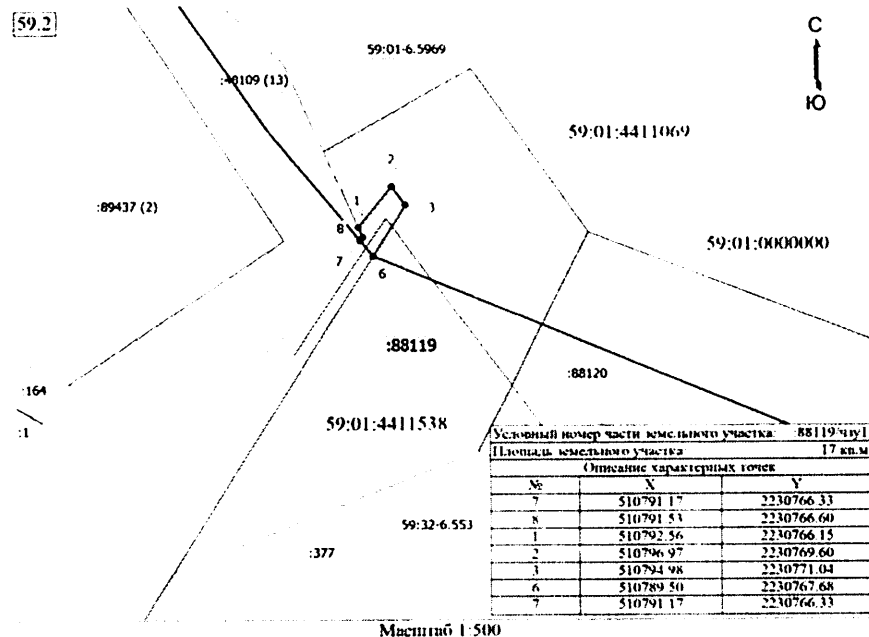 59.2
С
Ю
59:01-6.5969
:48109 (13)
59:01:4411069
2
:89437 (2)
1
3
8
59:01:0000000
7
6
:88119
:88120
:164
:1
59:01:4411538
59:32-6.553
:377
Условный номер части земельного участка: :88119/чзу1
Площадь земельного участка 17 кв.м
Описание характерных точек
№ X Y
7 510791.17 2230766.33
8 510791.53 2230766.60
1 510792.56 2230766.15
2 510796.97 2230769.60
3 510794.98 2230771.04
6 510789.50 2230767.68
7 510791.17 2230766.33
Масштаб 1:500